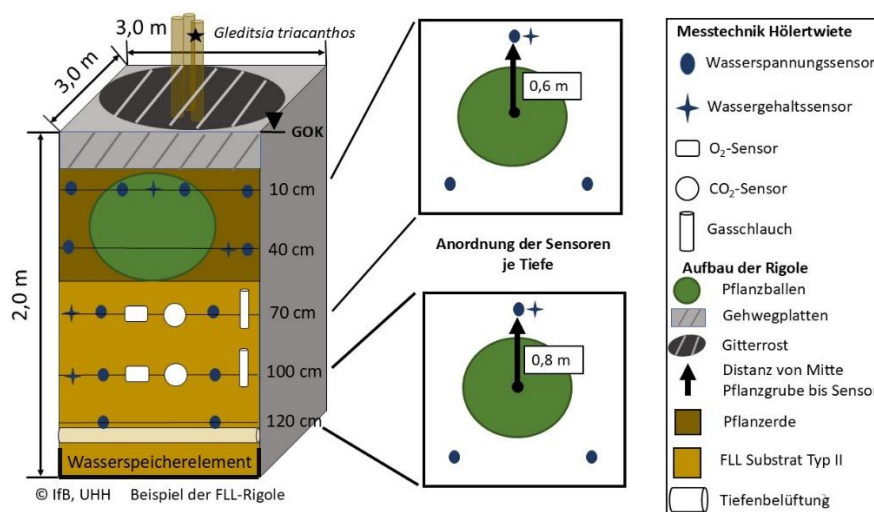 3,0 m
Gleditsia triacanthos
3,0 m
GOK
10 cm
40 cm
70 cm
100 cm
120 cm
2,0 m
Wasserspeicherelement
© IfB, UHH Beispiel der FLL-Rigole
0,6 m
Anordnung der Sensoren
je Tiefe
0,8 m
Messtechnik Hölertwiete
Wasserspannungssensor
Wassergehaltssensor
O₂-Sensor
CO₂-Sensor
Gasschlauch
Aufbau der Rigole
Pflanzballen
Gehwegplatten
Gitterrost
Distanz von Mitte
Pflanzgrube bis Sensor
Pflanzerde
FLL Substrat Typ II
Tiefenbelüftung